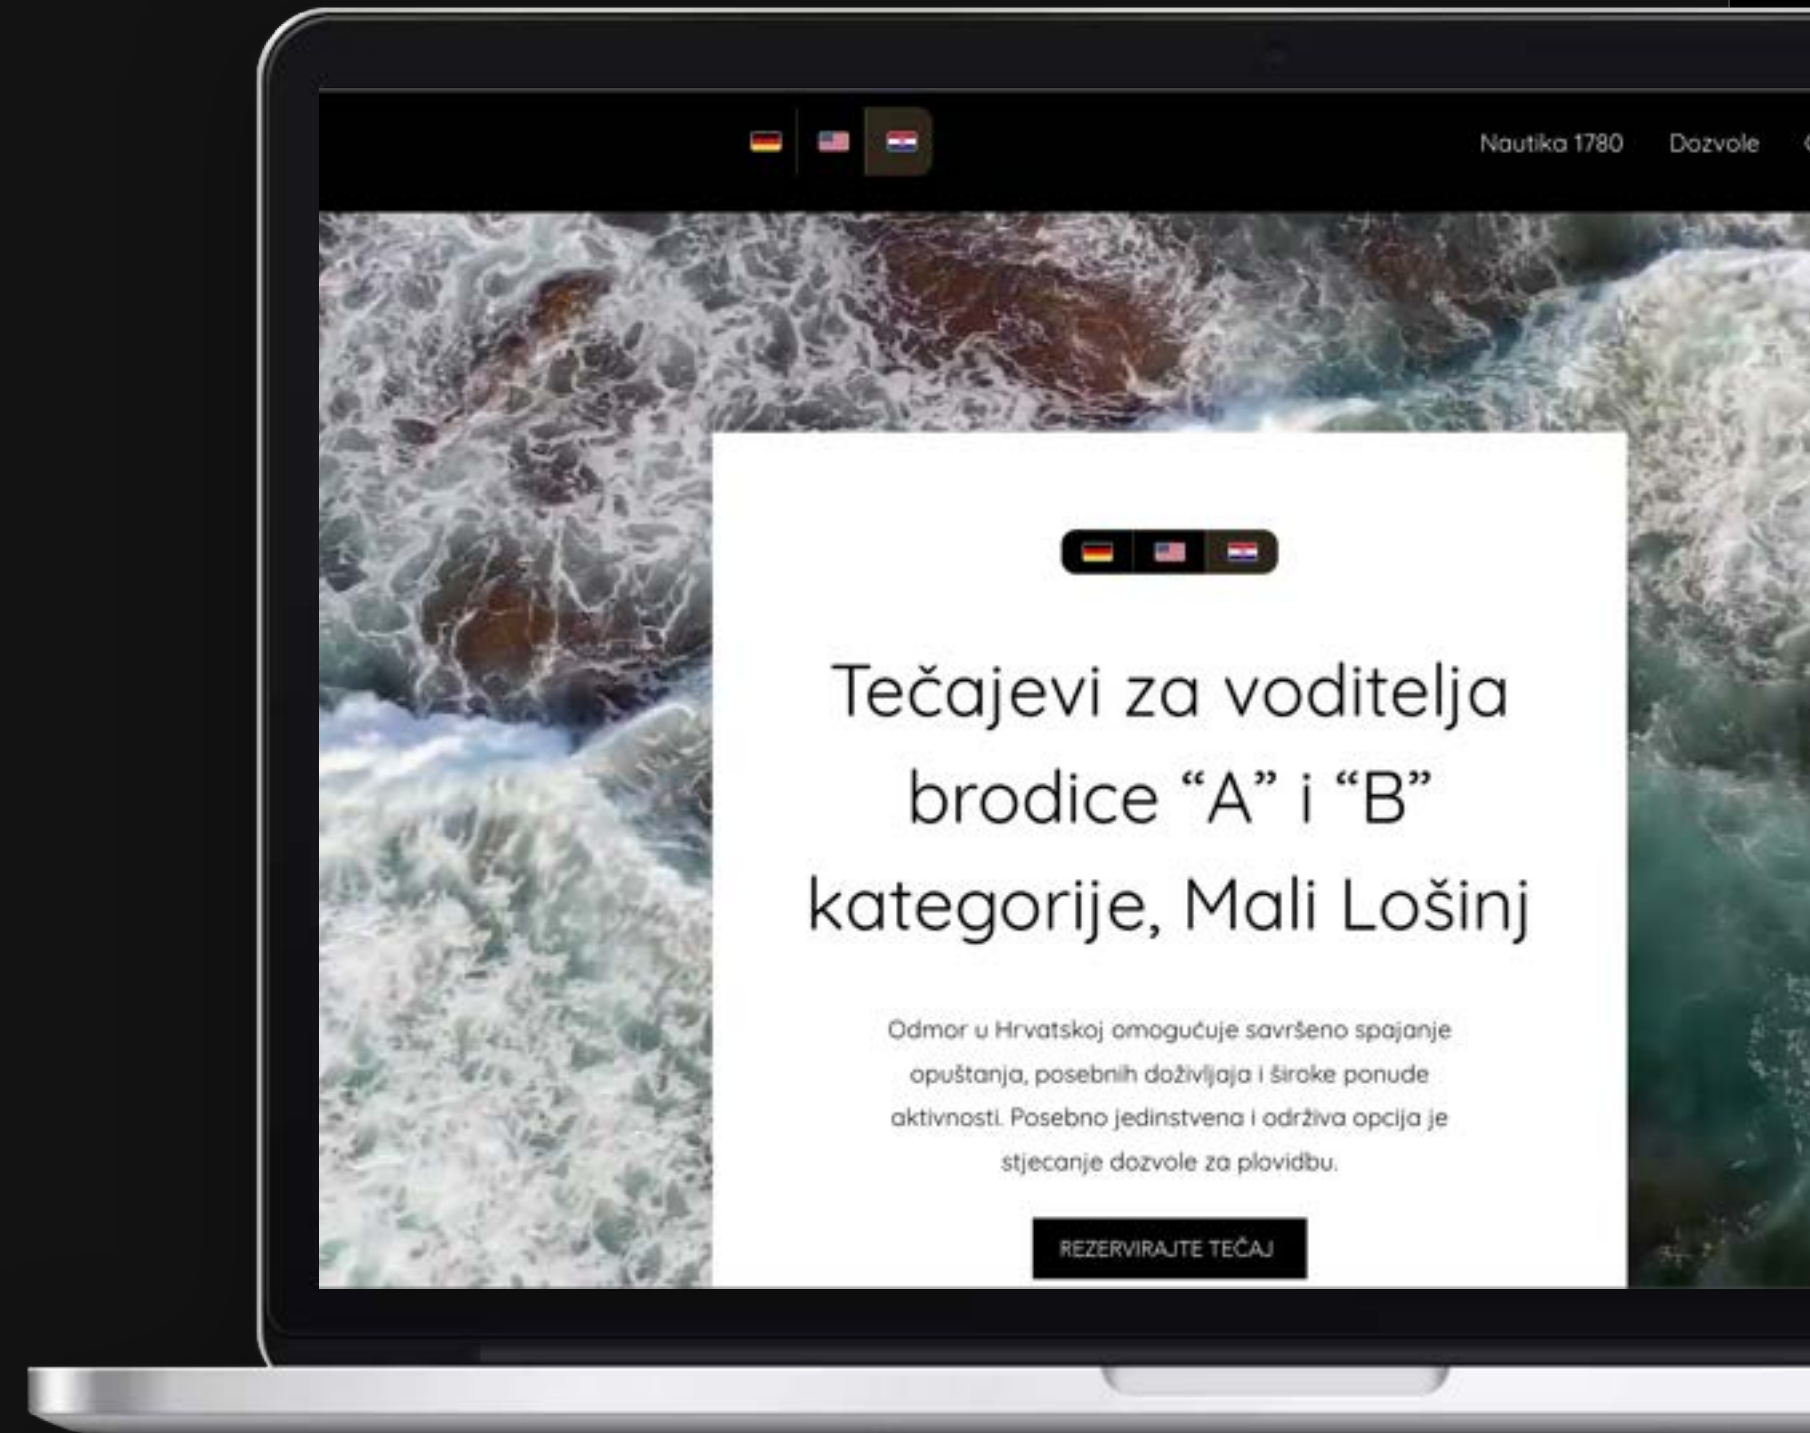 Nautika 1780 Dozvole
Tečajevi za voditelja
brodice “A” i “B”
kategorije, Mali Lošinj
Odmor u Hrvatskoj omogućuje savršeno spajanje
opuštanja, posebnih doživljaja i široke ponude
aktivnosti. Posebno jedinstvena i održiva opcija je
stjecanje dozvole za plovidbu.
REZERVIRAJTE TEČAJ